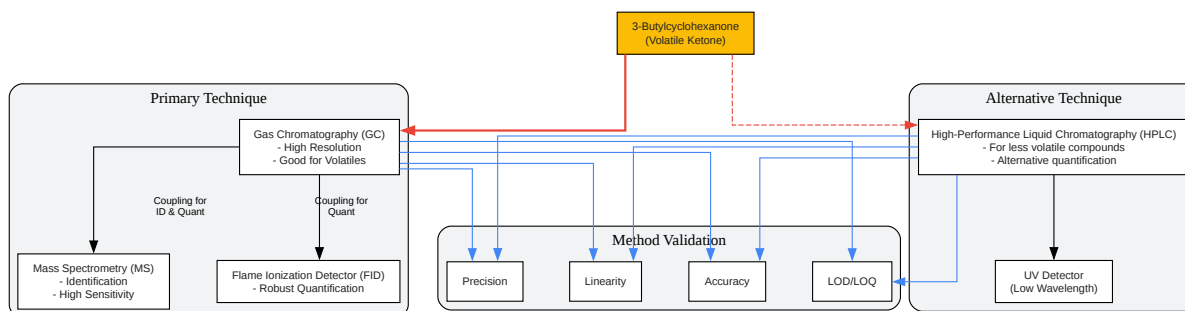 3-Butylcyclohexanone
(Volatile Ketone)
Primary Technique
Gas Chromatography (GC)
- High Resolution
- Good for Volatiles
Coupling for
ID & Quant
Coupling for
Quant
Mass Spectrometry (MS)
- Identification
- High Sensitivity
Flame Ionization Detector (FID)
- Robust Quantification
Method Validation
Precision
Linearity
Accuracy
LOD/LOQ
Alternative Technique
High-Performance Liquid Chromatography (HPLC)
- For less volatile compounds
- Alternative quantification
UV Detector
(Low Wavelength)